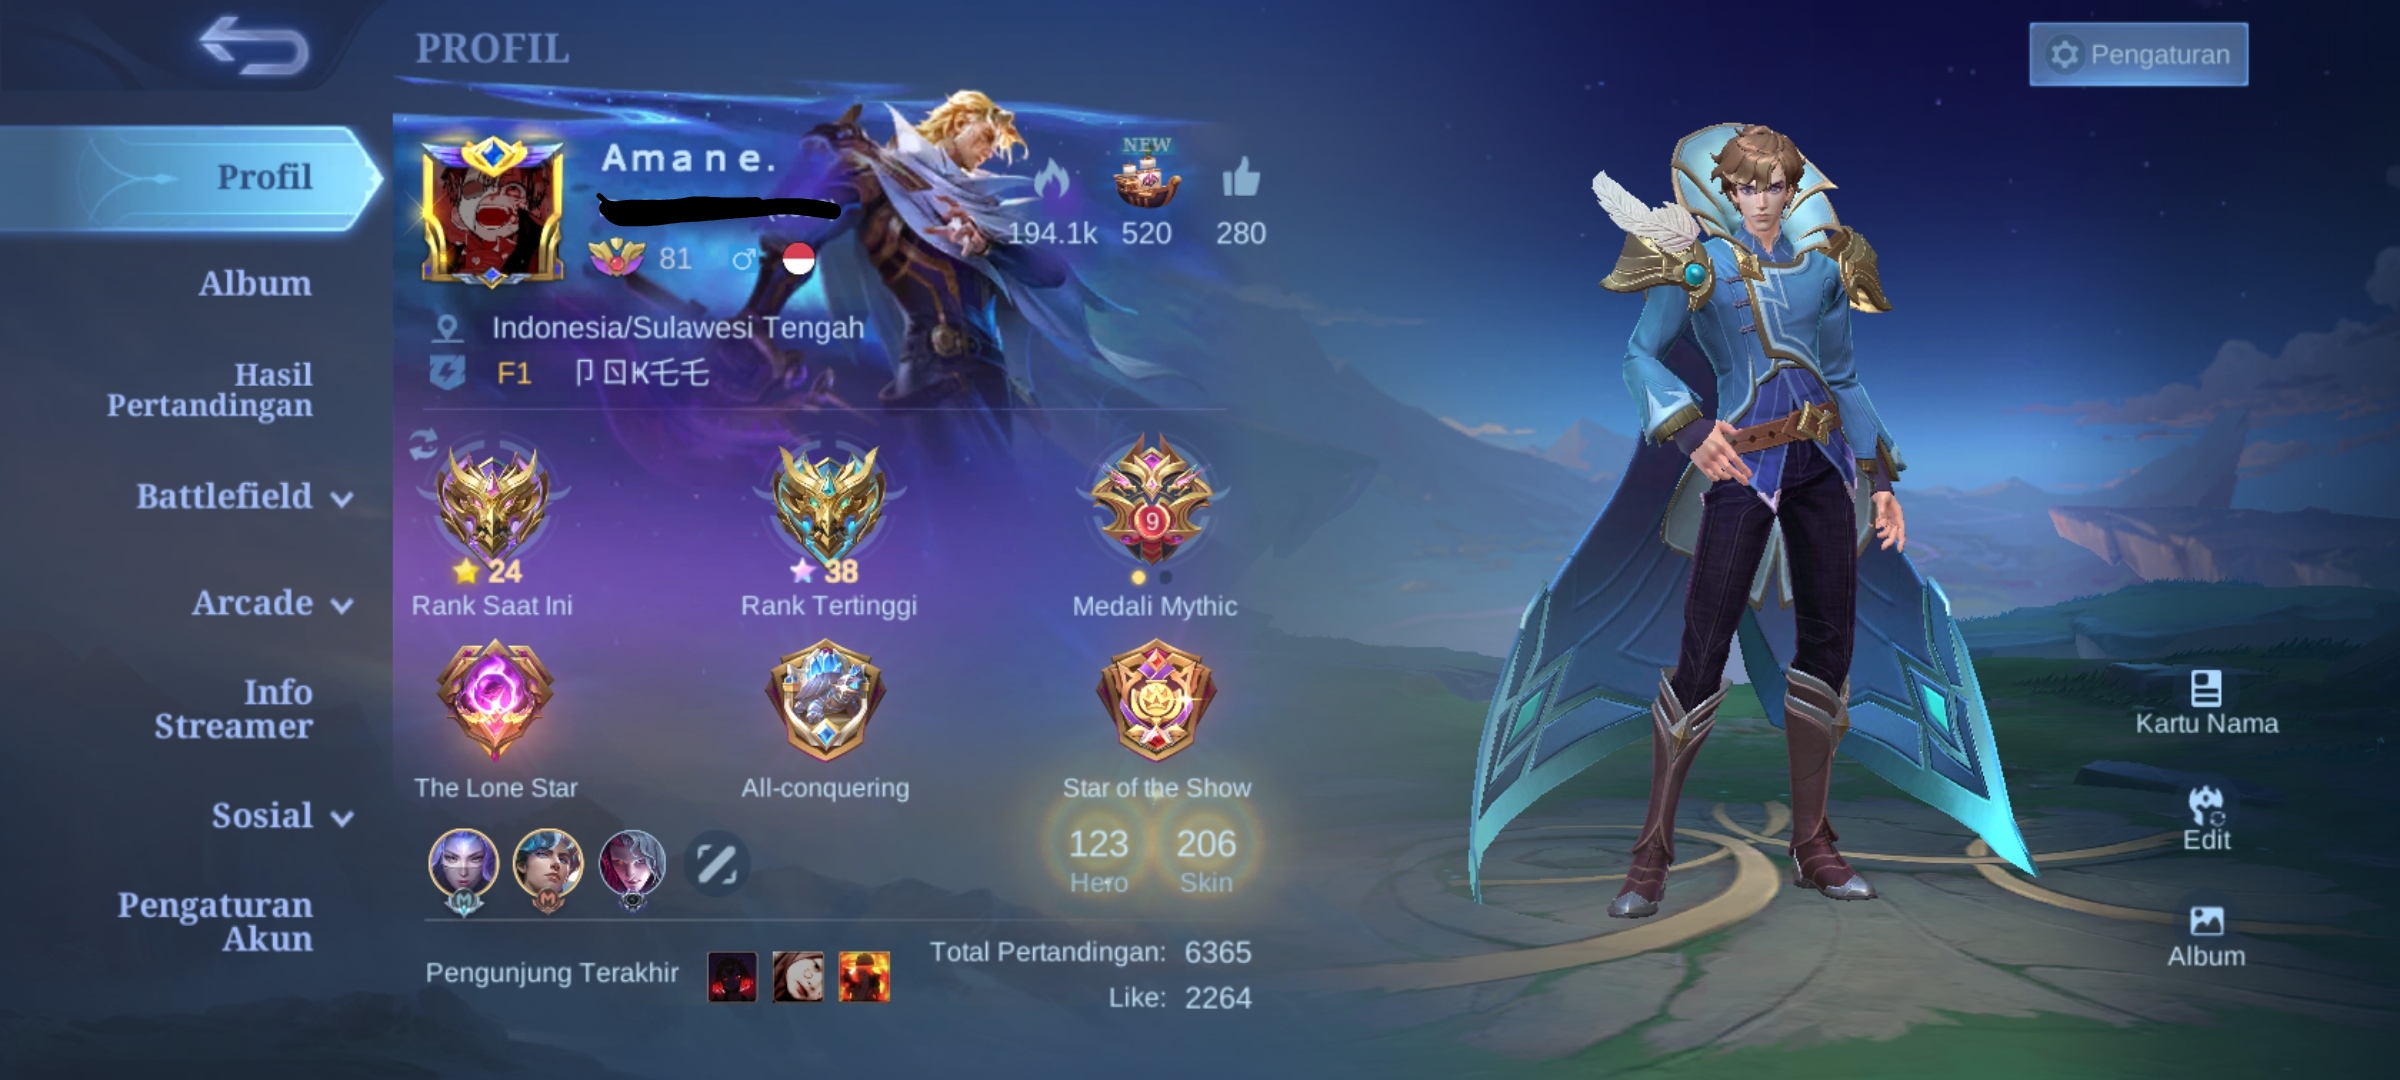 PROFIL
Pengaturan
Profil
Album
Hasil
Pertandingan
Battlefield
Arcade
Info
Streamer
Sosial
Pengaturan
Akun
Amane.
81
Indonesia/Sulawesi Tengah
F1
NEW
194.1k 520 280
24 38 9
Rank Saat Ini Rank Tertinggi Medali Mythic
The Lone Star All-conquering Star of the Show
123 206
Hero Skin
Pengunjung Terakhir
Total Pertandingan: 6365
Like: 2264
Kartu Nama
Edit
Album